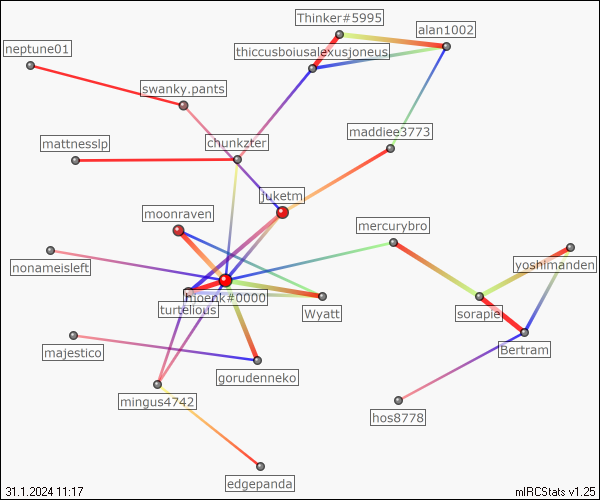 Thinker#5995
alan1002
neptune01
thiccusboiusalexusjoneus
swanky.pants
maddiee3773
mattnesslp
chunkzter
juketm
moonraven
mercurybro
nonameisleft
yoshimanden
moenk#0000
turtelious
Wyatt
sorapie
majestico
Bertram
gorudenneko
mingus4742
hos8778
edgepanda
31.1.2024 11:17
mIRCStats v1.25